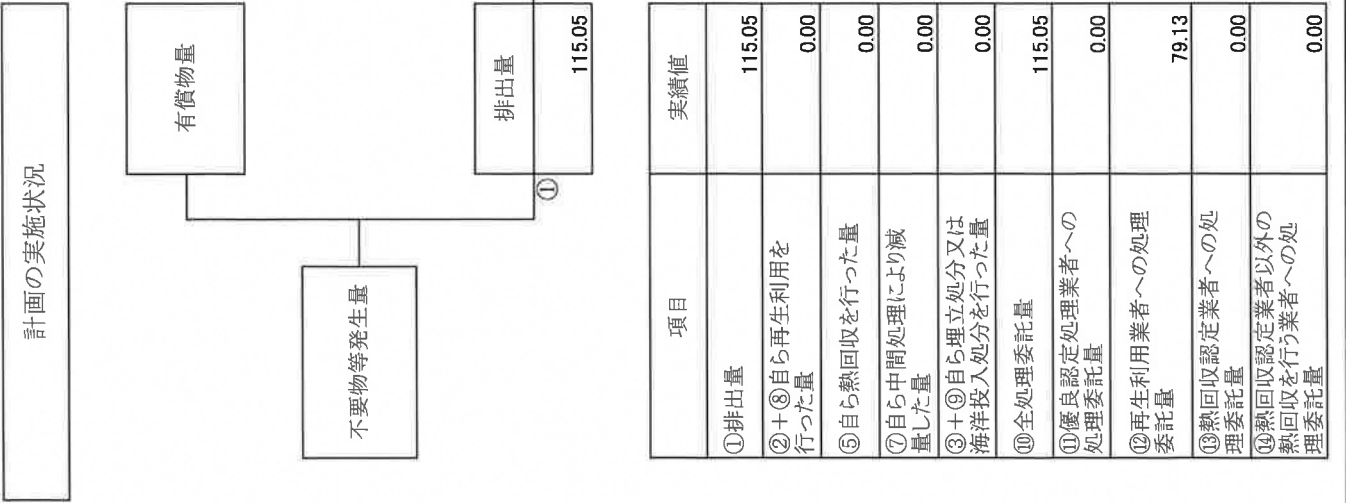 計画の実施状況
有償物量
不要物等発生量
排出量
①
115.05
項目
実績値
①排出量
115.05
②＋⑧自ら再生利用を
行った量
0.00
⑤自ら熱回収を行った量
0.00
⑦自ら中間処理により減
量した量
0.00
③＋⑨自ら埋立処分又は
海洋投入処分を行った量
0.00
⑩全処理委託量
115.05
⑪優良認定処理業者への
処理委託量
0.00
⑫再生利用業者への処理
委託量
79.13
⑬熱回収認定業者への処
理委託量
0.00
⑭熱回収認定業者以外の
熱回収を行う業者への処
理委託量
0.00